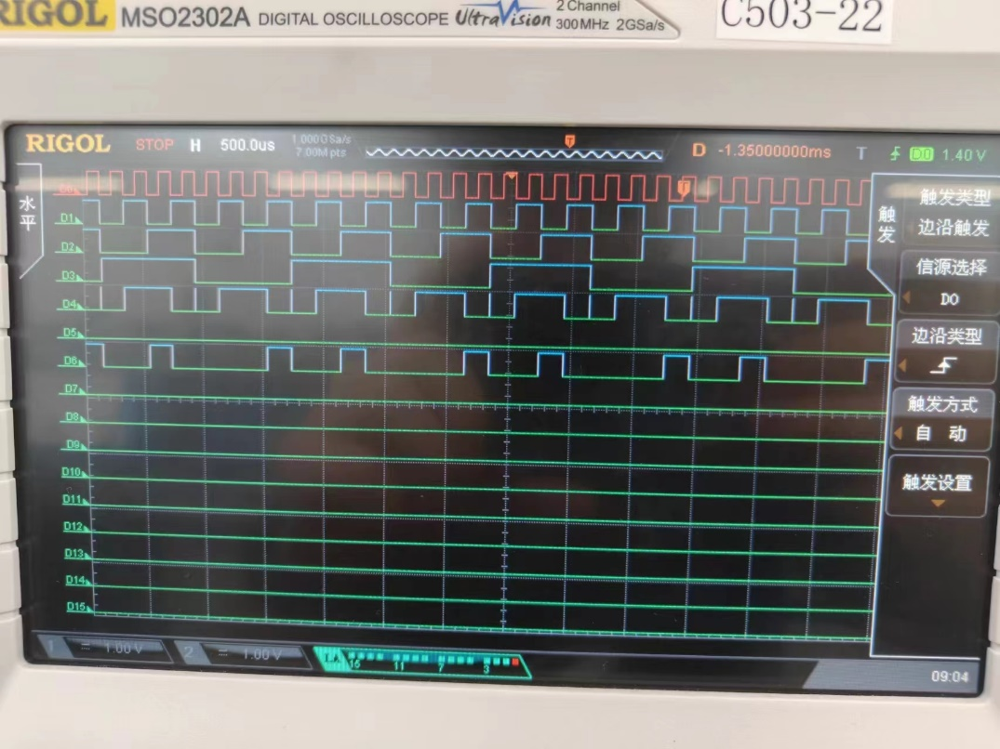 RIGOL MSO2302A DIGITAL OSCILLOSCOPE UltraVision 2 Channel
300MHz 2GSa/s
C503-22
RIGOL STOP H 500.0us 1.000GSa/s
7.00M pts
T
D -1.35000000ms T D0 1.40 V
水平
T
D1
D2
D3
D4
D5
D6
D7
D8
D9
D10
D11
D12
D13
D14
D15
触发
触发类型
边沿触发
信源选择
D0
边沿类型
触发方式
自 动
触发设置
1 1.00 V 2 1.00 V LA 15 11 7 3
09:04